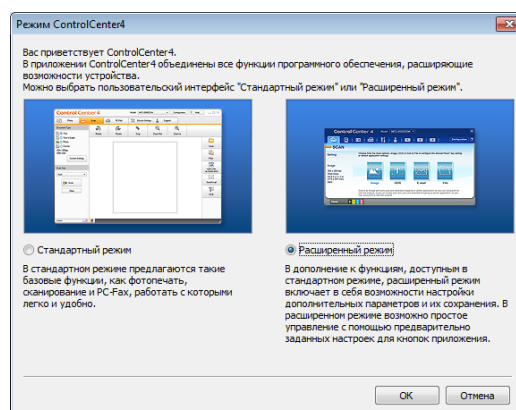 Режим ControlCenter4
Вас приветствует ControlCenter4.
В приложении ControlCenter4 объединены все функции программного обеспечения, расширяющие
возможности устройства.
Можно выбрать пользовательский интерфейс "Стандартный режим" или "Расширенный режим".
ControlCenter 4
ControlCenter 4
SCAN
Стандартный режим
Расширенный режим
В стандартном режиме предлагаются такие
базовые функции, как фотопечать,
сканирование и PC-Fax, работать с которыми
легко и удобно.
В дополнение к функциям, доступным в
стандартном режиме, расширенный режим
включает в себя возможности настройки
дополнительных параметров и их сохранения. В
расширенном режиме возможно простое
управление с помощью предварительно
заданных настроек для кнопок приложения.
OK
Отмена